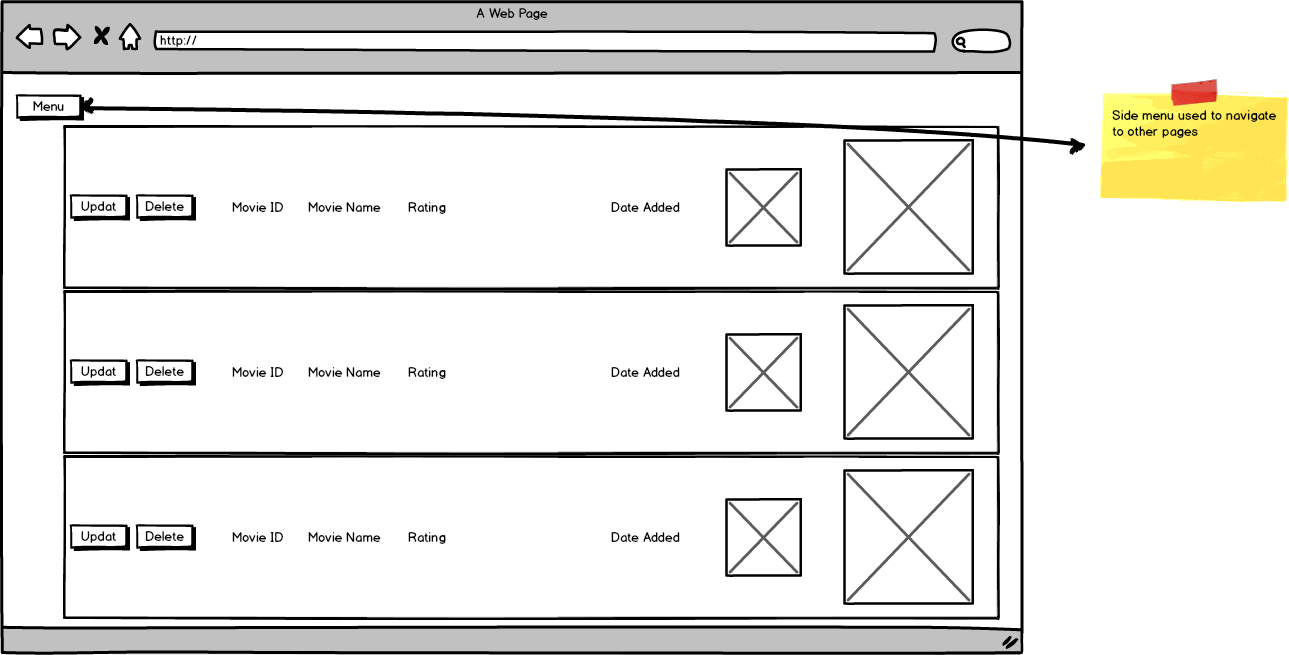 A Web Page
http://
Menu
Side menu used to navigate
to other pages
Updat Delete Movie ID Movie Name Rating Date Added
Updat Delete Movie ID Movie Name Rating Date Added
Updat Delete Movie ID Movie Name Rating Date Added